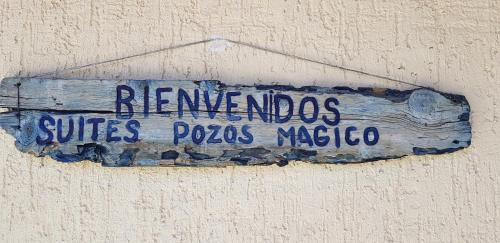 BIENVENIDOS
SUITES POZOS MAGICO